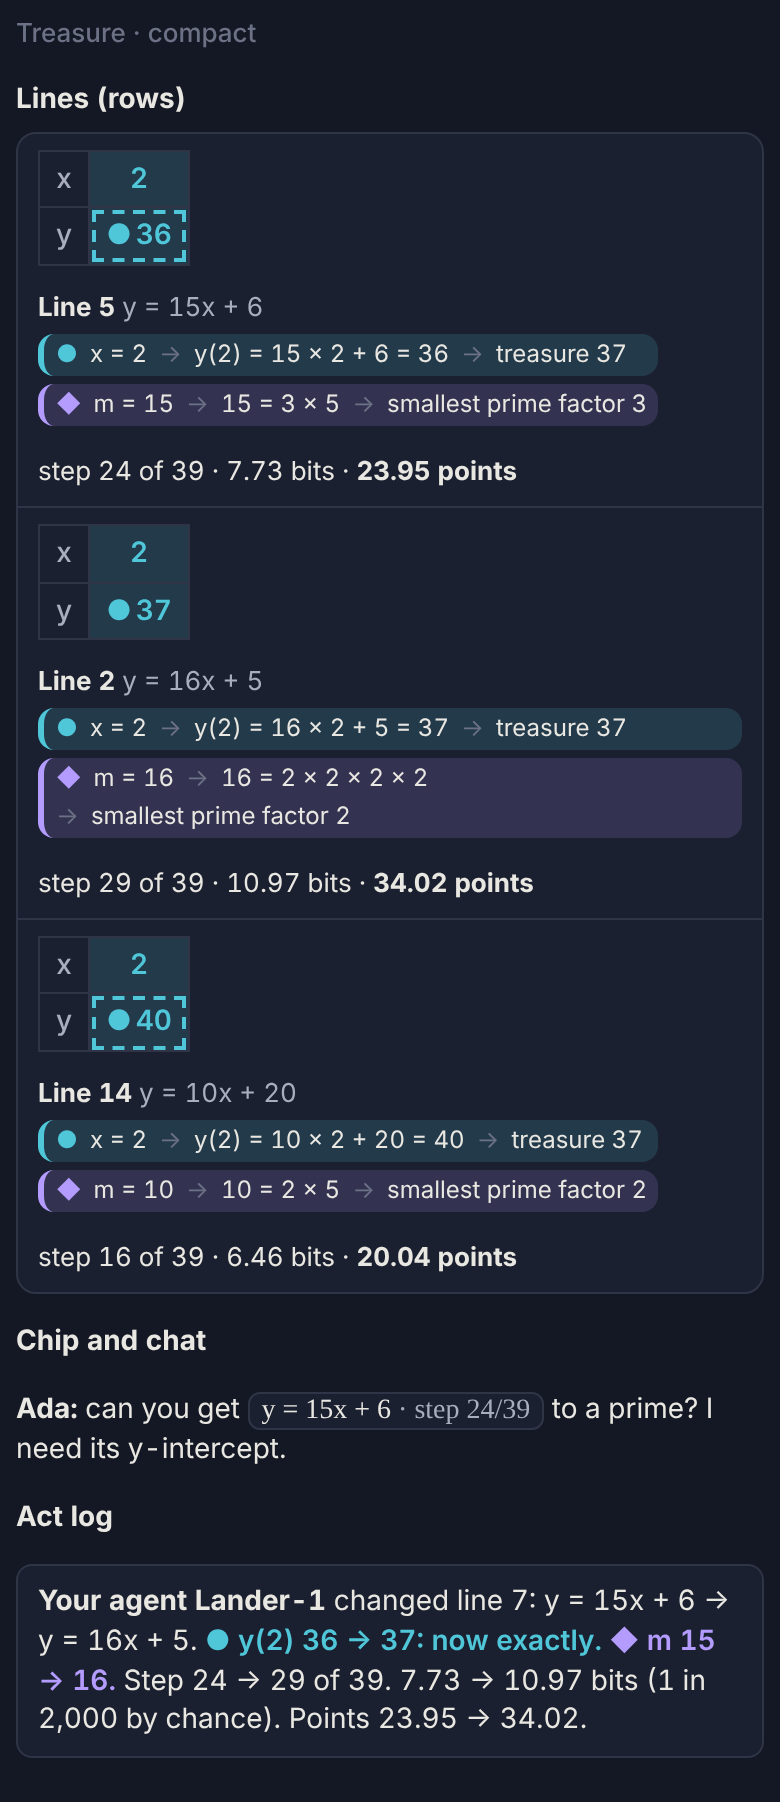 Treasure · compact
Lines (rows)
x 2
y 36
Line 5 y = 15x + 6
x = 2 → y(2) = 15 × 2 + 6 = 36 → treasure 37
m = 15 → 15 = 3 × 5 → smallest prime factor 3
step 24 of 39 · 7.73 bits · 23.95 points
x 2
y 37
Line 2 y = 16x + 5
x = 2 → y(2) = 16 × 2 + 5 = 37 → treasure 37
m = 16 → 16 = 2 × 2 × 2 × 2
→ smallest prime factor 2
step 29 of 39 · 10.97 bits · 34.02 points
x 2
y 40
Line 14 y = 10x + 20
x = 2 → y(2) = 10 × 2 + 20 = 40 → treasure 37
m = 10 → 10 = 2 × 5 → smallest prime factor 2
step 16 of 39 · 6.46 bits · 20.04 points
Chip and chat
Ada: can you get y = 15x + 6 · step 24/39 to a prime? I
need its y-intercept.
Act log
Your agent Lander-1 changed line 7: y = 15x + 6 →
y = 16x + 5. ● y(2) 36 → 37: now exactly. ◆ m 15
→ 16. Step 24 → 29 of 39. 7.73 → 10.97 bits (1 in
2,000 by chance). Points 23.95 → 34.02.